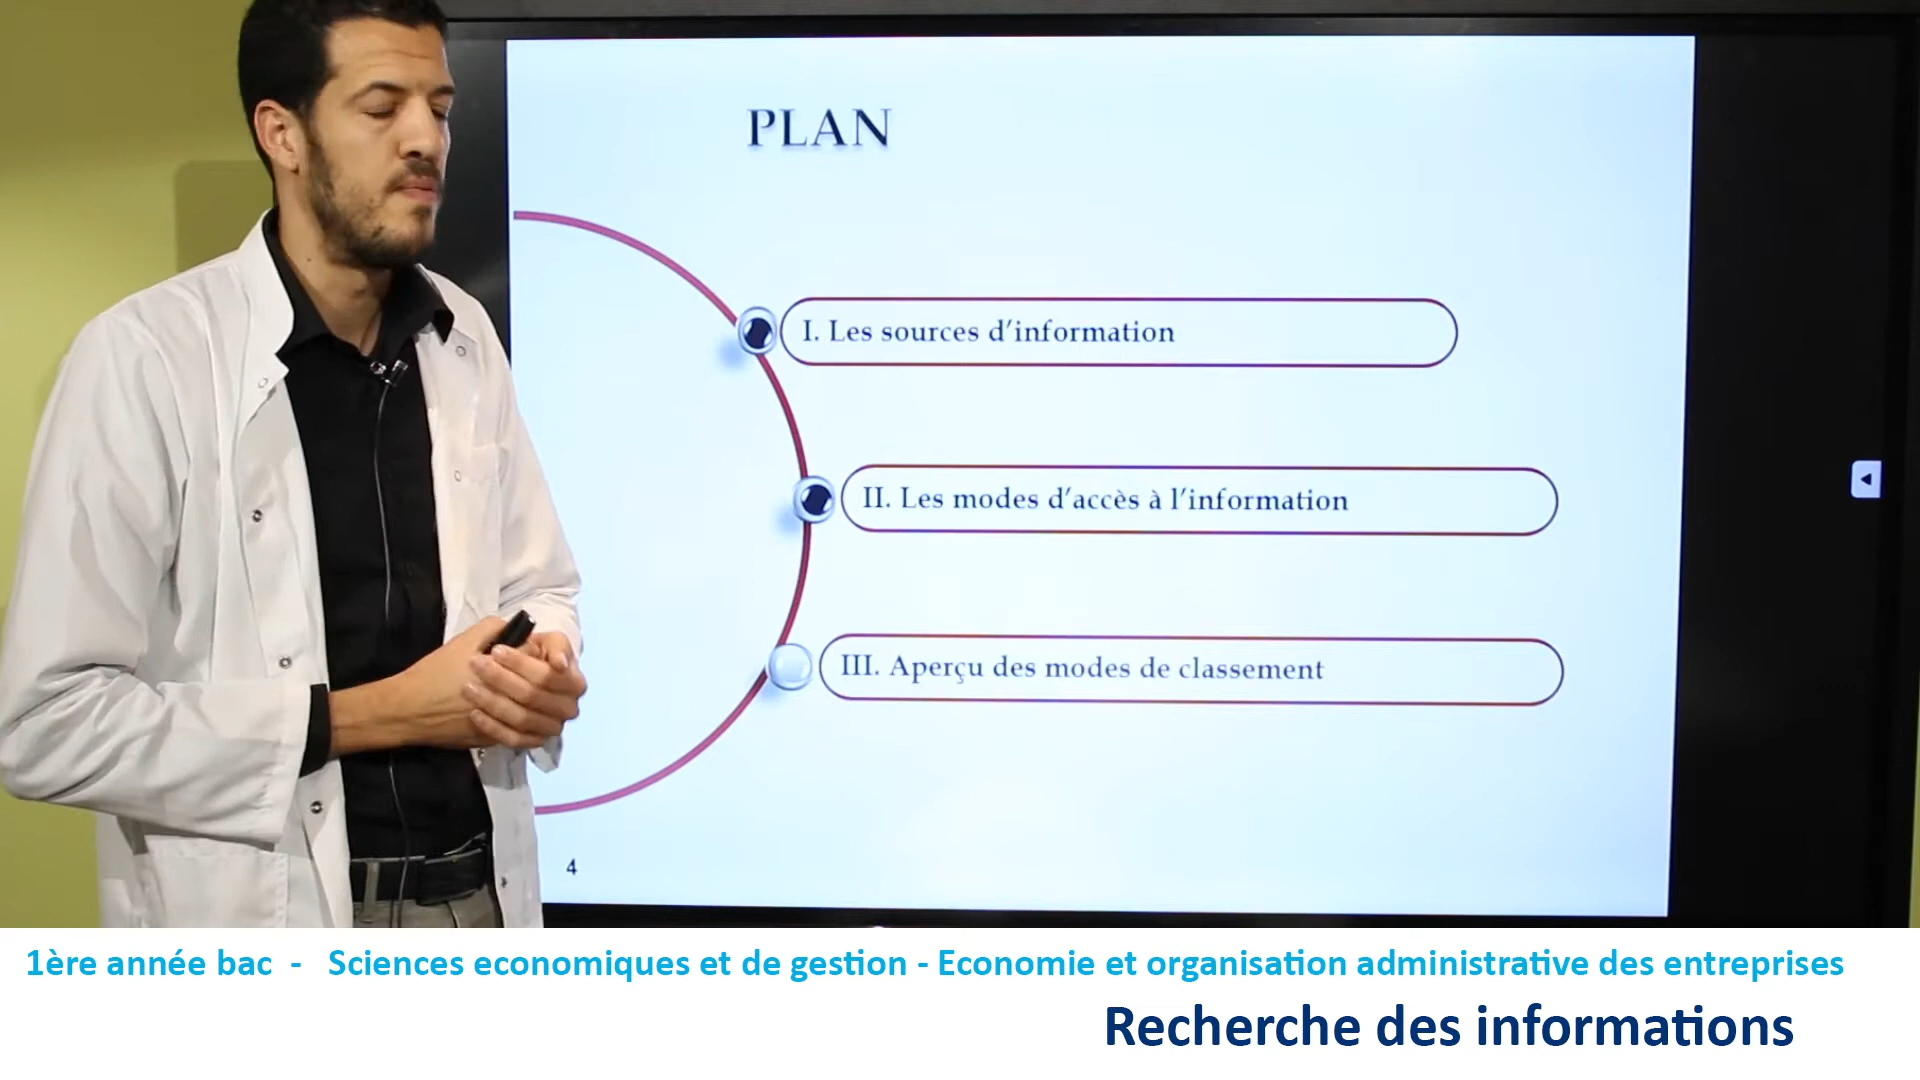 PLAN
I. Les sources d’information
II. Les modes d’accès à l’information
III. Aperçu des modes de classement
4
1ère année bac - Sciences economiques et de gestion - Economie et organisation administrative des entreprises
Recherche des informations